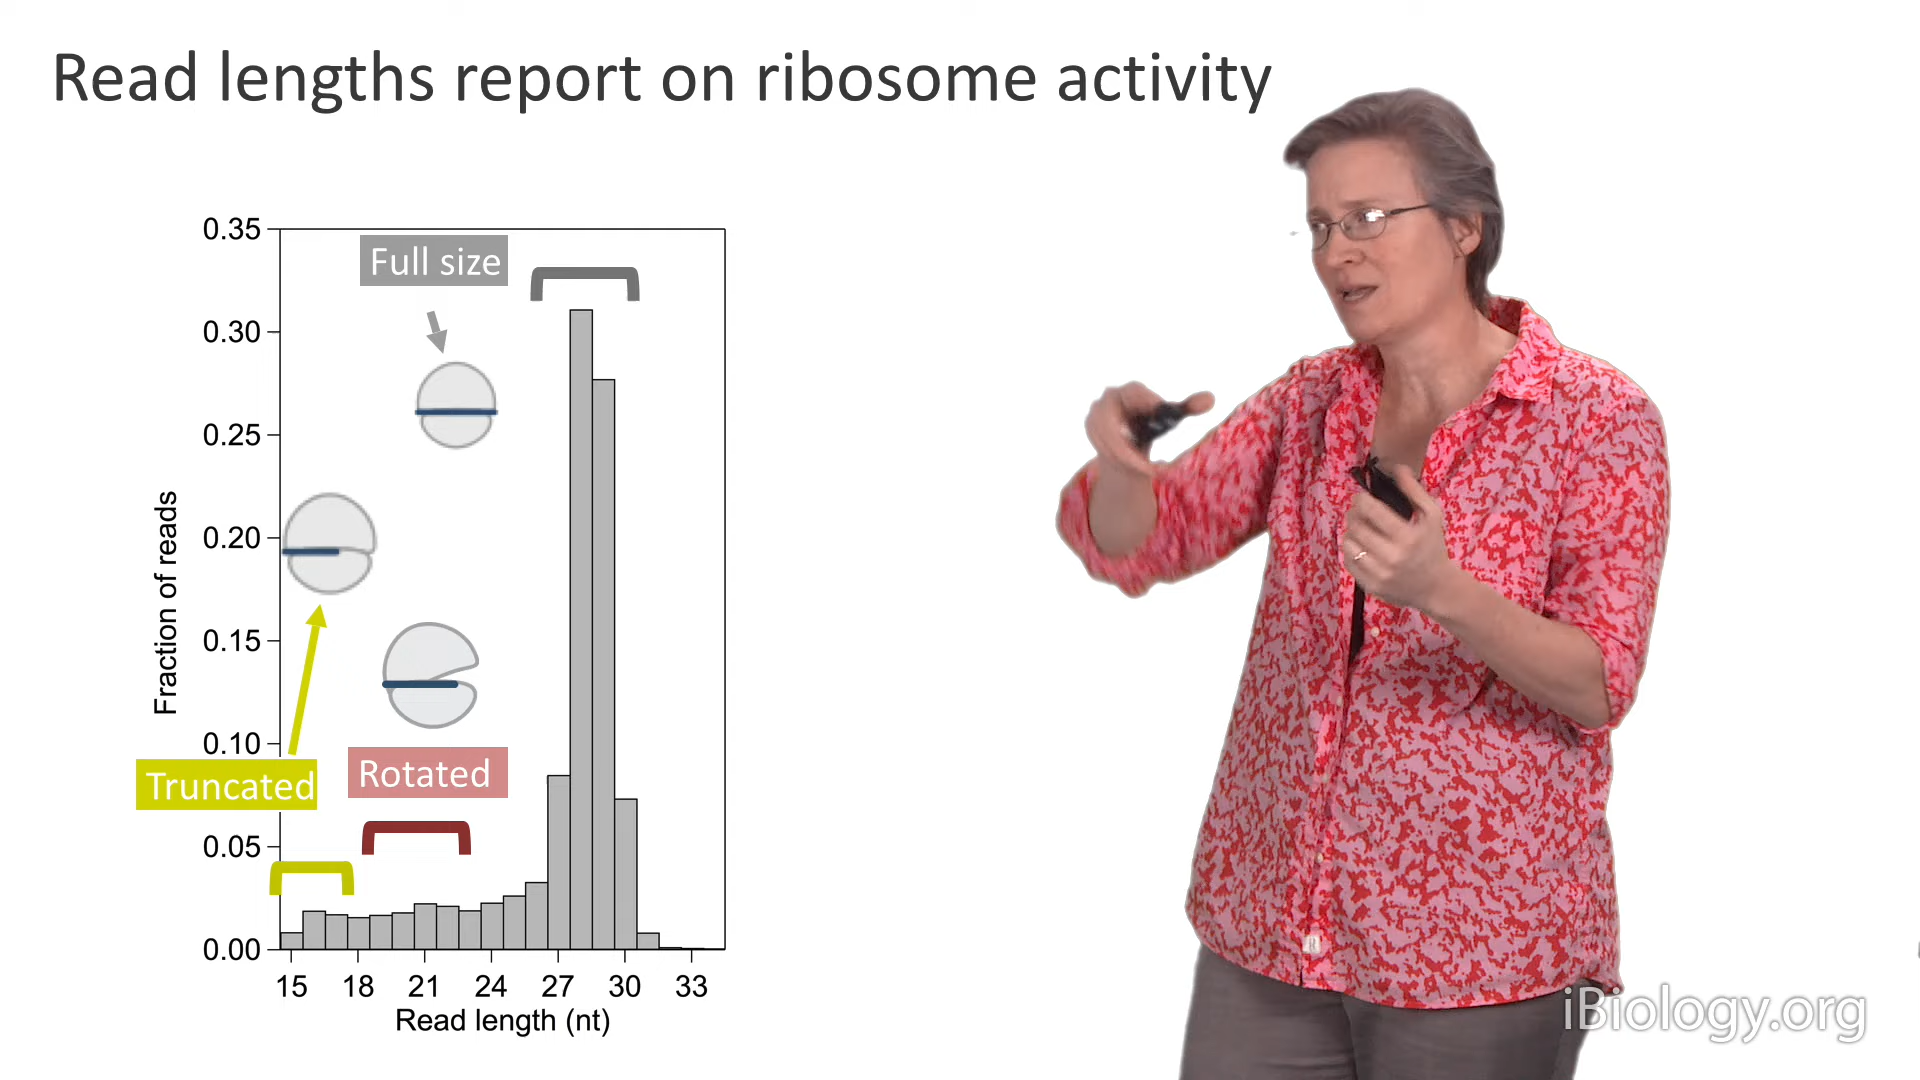 Read lengths report on ribosome activity
0.35
Full size
0.30
0.25
0.20
0.15
0.10
0.05
0.00
Fraction of reads
Truncated
Rotated
15 18 21 24 27 30 33
Read length (nt)
iBiology.org